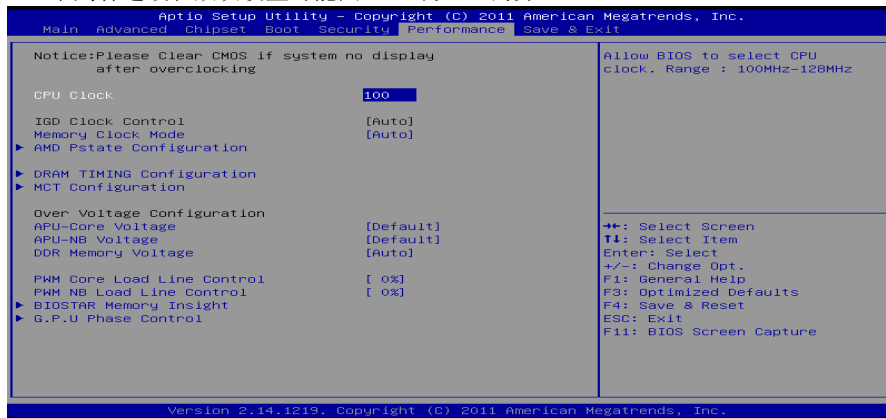 Aptio Setup Utility – Copyright (C) 2011 American Megatrends, Inc.
Main Advanced Chipset Boot Security Performance Save & Exit
Notice:Please Clear CMOS if system no display
after overclocking
CPU Clock 100
IGD Clock Control [Auto]
Memory Clock Mode [Auto]
► AMD Pstate Configuration
► DRAM TIMING Configuration
► MCT Configuration
Over Voltage Configuration
APU-Core Voltage [Default]
APU-NB Voltage [Default]
DDR Memory Voltage [Auto]
PWM Core Load Line Control [ 0%]
PWM NB Load Line Control [ 0%]
► BIOSTAR Memory Insight
► G.P.U Phase Control
Allow BIOS to select CPU
clock. Range : 100MHz-128MHz
→←: Select Screen
↑↓: Select Item
Enter: Select
+/-: Change Opt.
F1: General Help
F3: Optimized Defaults
F4: Save & Reset
ESC: Exit
F11: BIOS Screen Capture
Version 2.14.1219. Copyright (C) 2011 American Megatrends, Inc.